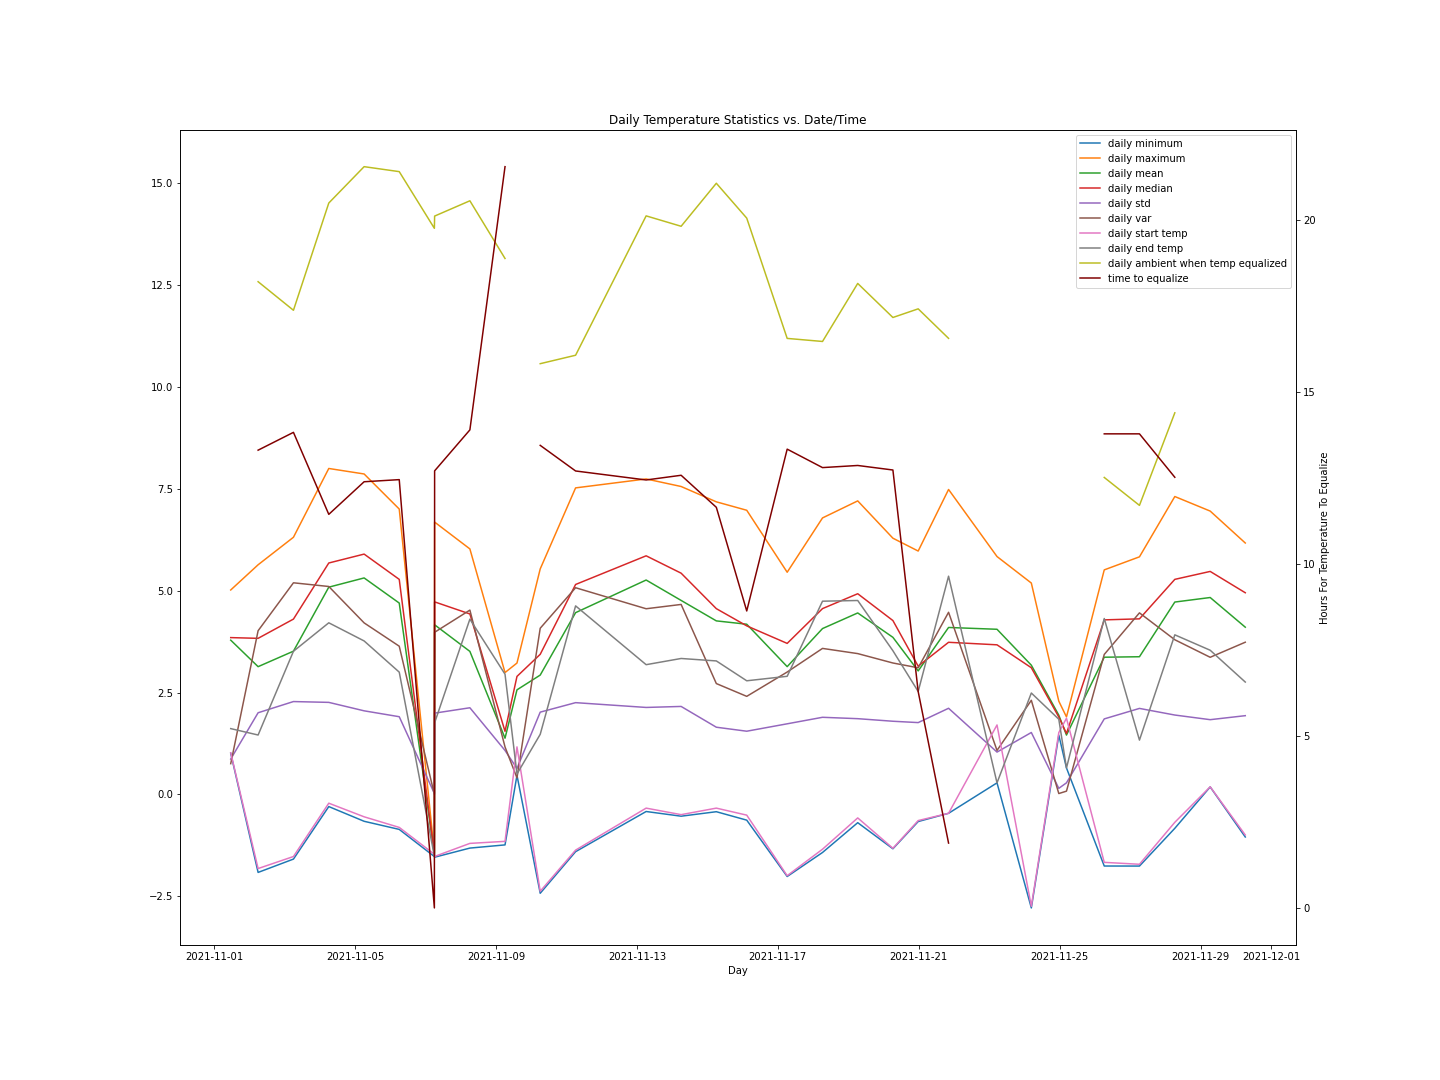 Daily Temperature Statistics vs. Date/Time
daily minimum
daily maximum
daily mean
daily median
daily std
daily var
daily start temp
daily end temp
daily ambient when temp equalized
time to equalize
15.0
12.5
10.0
7.5
5.0
2.5
0.0
−2.5
20
15
10
5
0
Hours For Temperature To Equalize
2021-11-01 2021-11-05 2021-11-09 2021-11-13 2021-11-17 2021-11-21 2021-11-25 2021-11-29 2021-12-01
Day